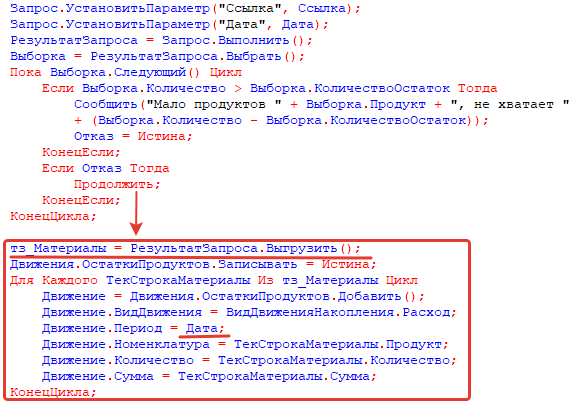 Запрос.УстановитьПараметр("Ссылка", Ссылка);
Запрос.УстановитьПараметр("Дата", Дата);
РезультатЗапроса = Запрос.Выполнить();
Выборка = РезультатЗапроса.Выбрать();
Пока Выборка.Следующий() Цикл
Если Выборка.Количество > Выборка.КоличествоОстаток Тогда
Сообщить("Мало продуктов " + Выборка.Продукт + ", не хватает "
+ (Выборка.Количество - Выборка.КоличествоОстаток));
Отказ = Истина;
КонецЕсли;
Если Отказ Тогда
Продолжить;
КонецЕсли;
КонецЦикла;
тз_Материалы = РезультатЗапроса.Выгрузить();
Движения.ОстаткиПродуктов.Записывать = Истина;
Для Каждого ТекСтрокаМатериалы Из тз_Материалы Цикл
Движение = Движения.ОстаткиПродуктов.Добавить();
Движение.ВидДвижения = ВидДвиженияНакопления.Расход;
Движение.Период = Дата;
Движение.Номенклатура = ТекСтрокаМатериалы.Продукт;
Движение.Количество = ТекСтрокаМатериалы.Количество;
Движение.Сумма = ТекСтрокаМатериалы.Сумма;
КонецЦикла;